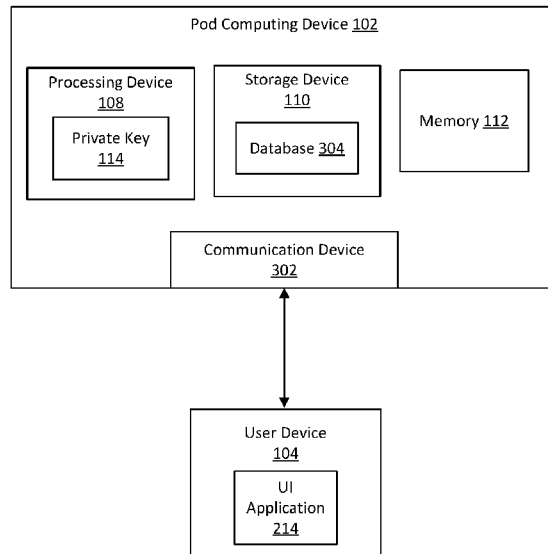 Pod Computing Device 102
Processing Device
108
Private Key
114
Storage Device
110
Database 304
Memory 112
Communication Device
302
User Device
104
UI
Application
214